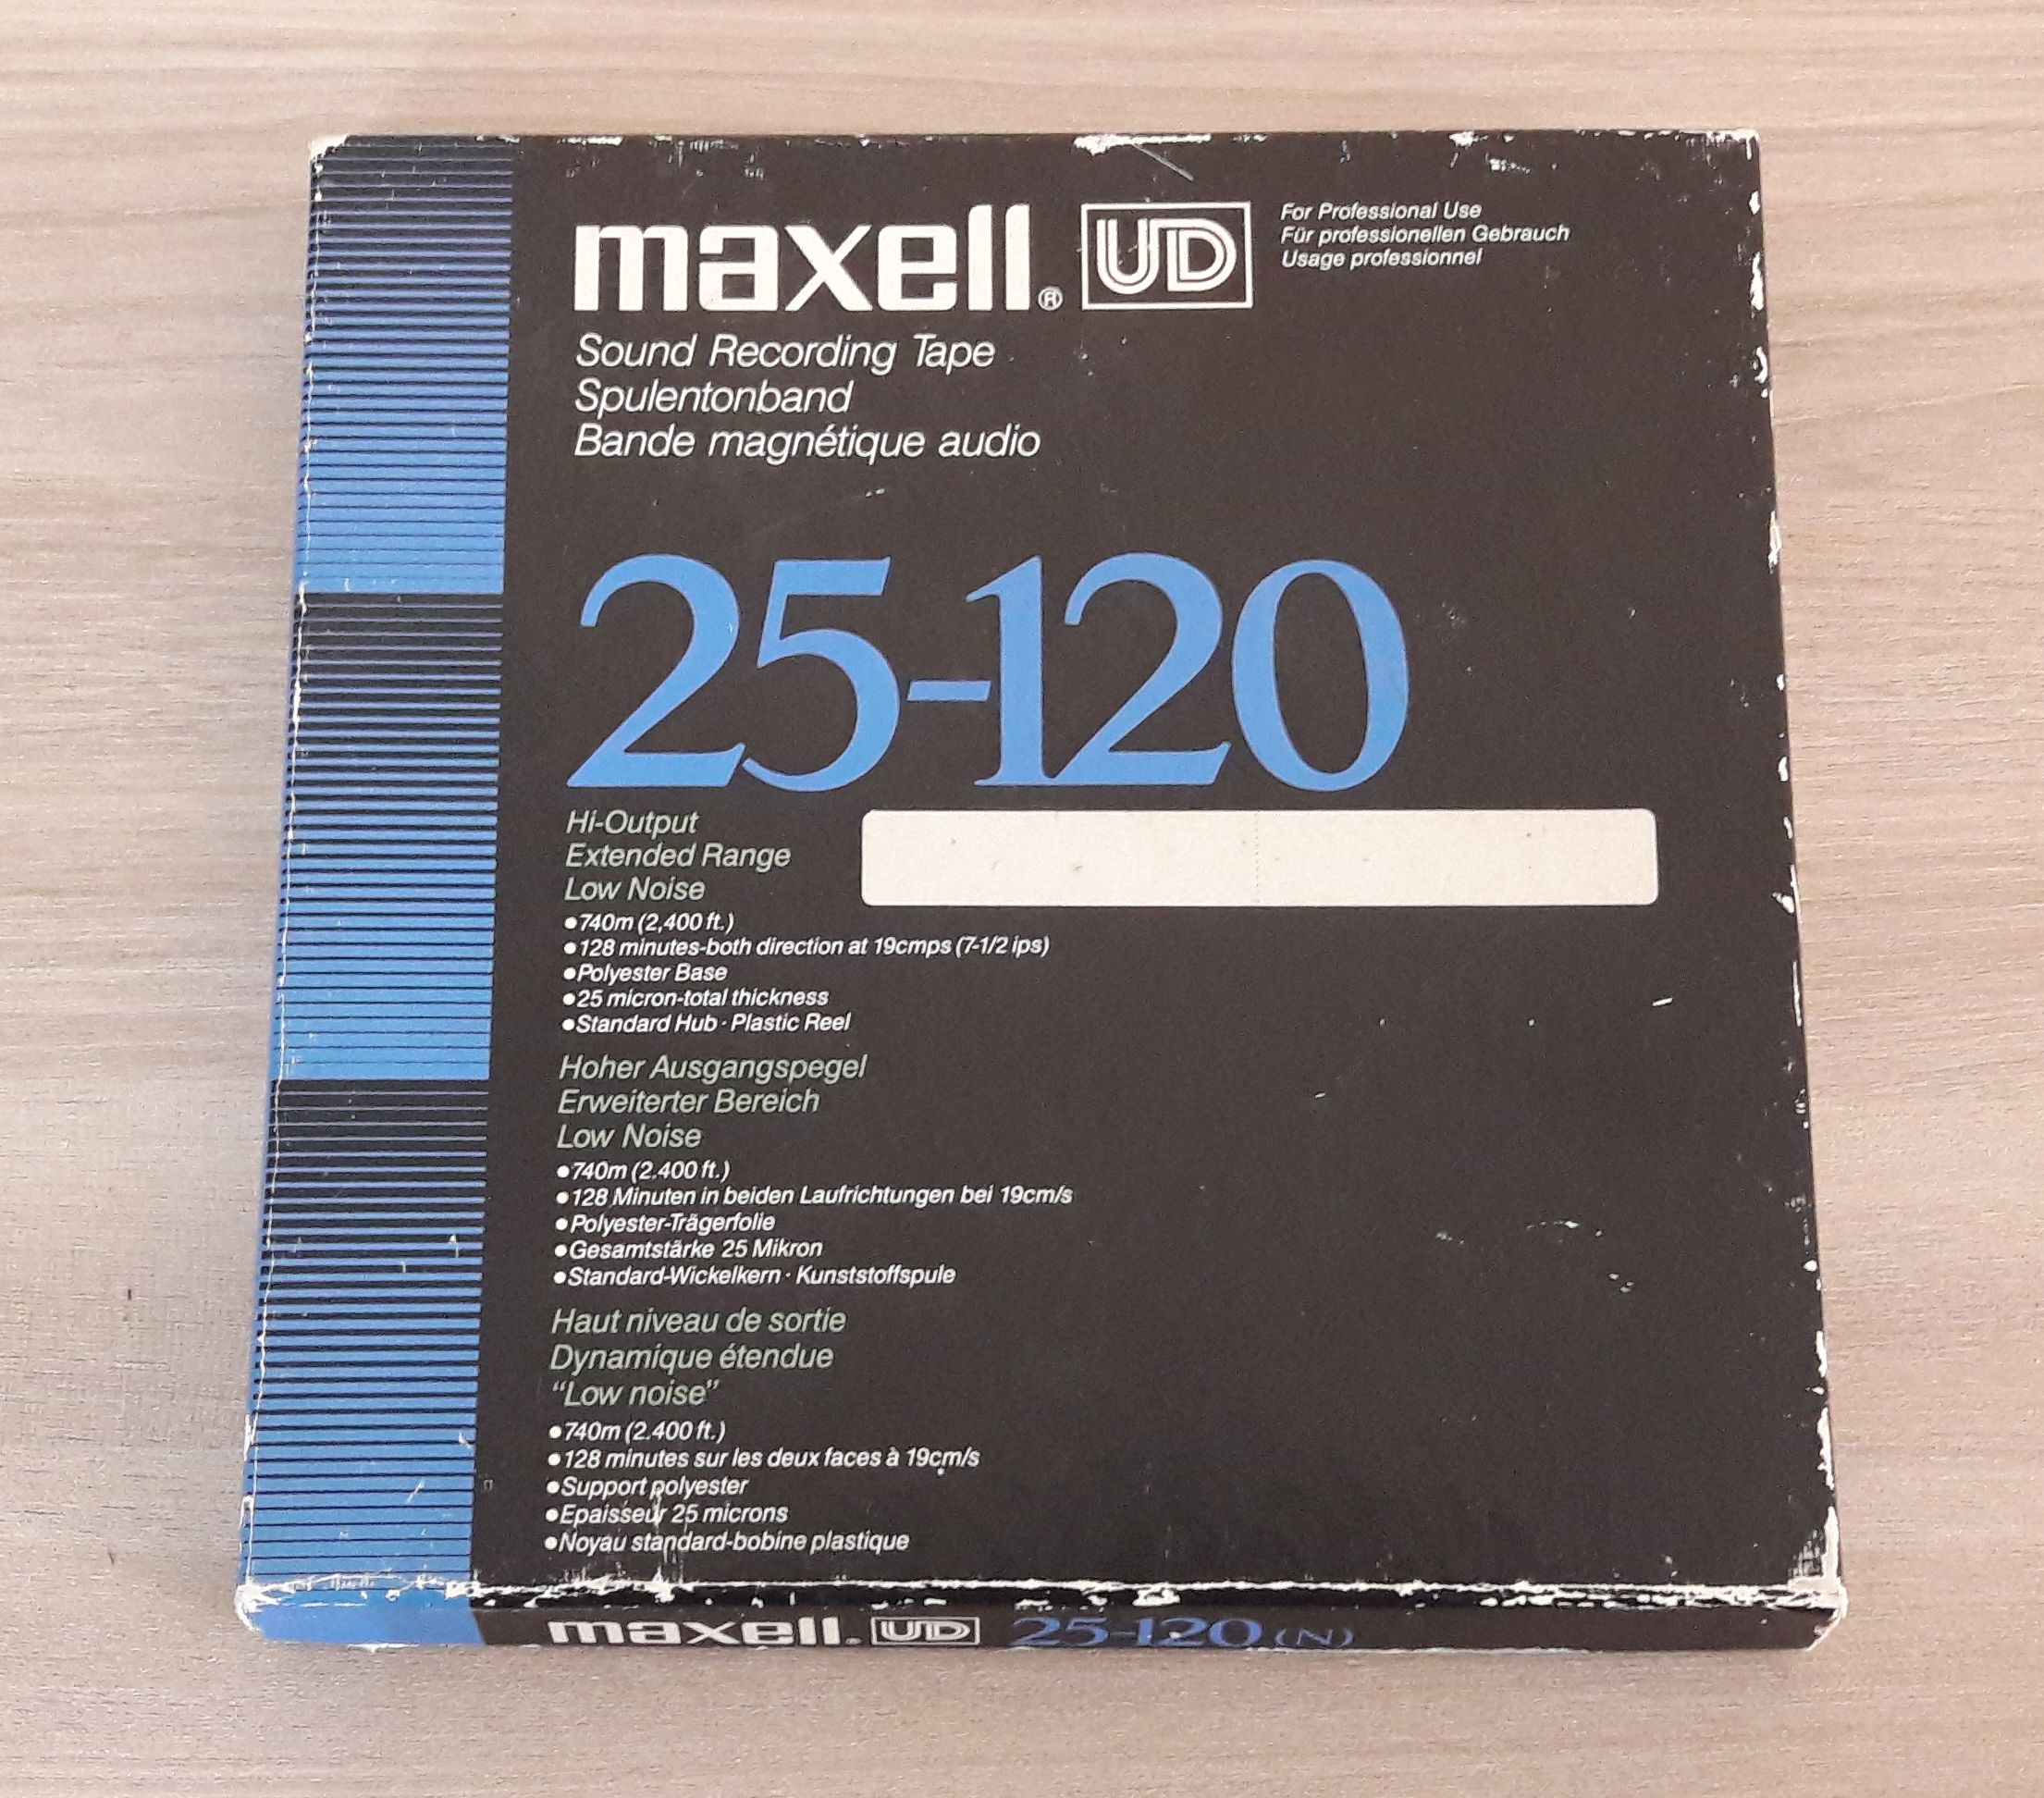 maxell® UD
For Professional Use
Für professionellen Gebrauch
Usage professionnel
Sound Recording Tape
Spulentonband
Bande magnétique audio
25-120
Hi-Output
Extended Range
Low Noise
•740m (2,400 ft.)
•128 minutes-both direction at 19cmps (7-1/2 ips)
•Polyester Base
•25 micron-total thickness
•Standard Hub · Plastic Reel
Hoher Ausgangspegel
Erweiterter Bereich
Low Noise
•740m (2.400 ft.)
•128 Minuten in beiden Laufrichtungen bei 19cm/s
•Polyester-Trägerfolie
•Gesamtstärke 25 Mikron
•Standard-Wickelkern · Kunststoffspule
Haut niveau de sortie
Dynamique étendue
“Low noise”
•740m (2.400 ft.)
•128 minutes sur les deux faces à 19cm/s
•Support polyester
•Epaisseur 25 microns
•Noyau standard-bobine plastique
maxell. UD 25-120 (N)